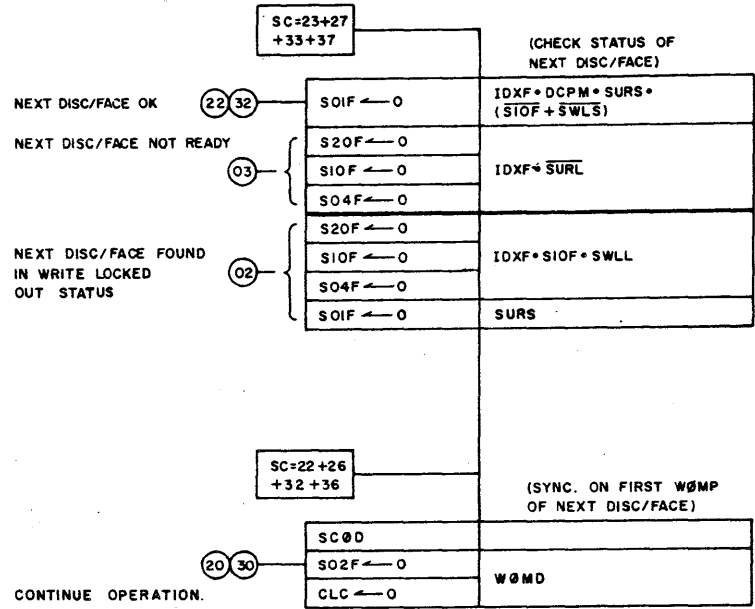 SC=23+27
+33+37
(CHECK STATUS OF
NEXT DISC/FACE)
NEXT DISC/FACE OK 22 32 S01F ← 0 IDXF • DCPM • SURS •
(S10F + SWLS)
NEXT DISC/FACE NOT READY S20F ← 0
03 S10F ← 0 IDXF • SURL
S04F ← 0
S20F ← 0
NEXT DISC/FACE FOUND
IN WRITE LOCKED 02 S10F ← 0 IDXF • S10F • SWLL
OUT STATUS S04F ← 0
S01F ← 0 SURS
SC=22+26
+32+36
(SYNC. ON FIRST WØMP
OF NEXT DISC/FACE)
SCØD
20 30 S02F ← 0 WØMD
CONTINUE OPERATION. CLC ← 0